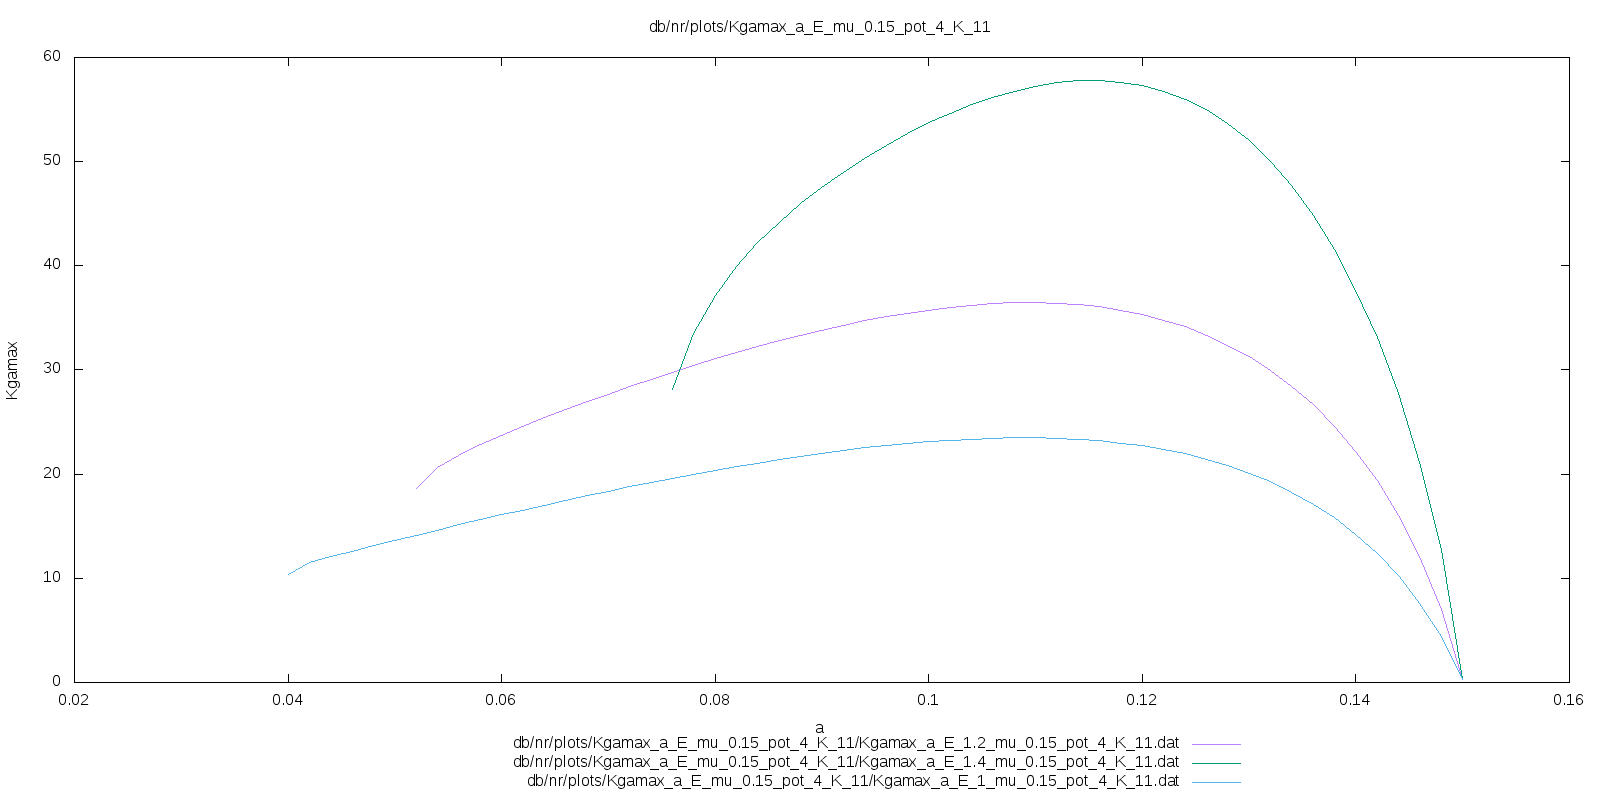 db/nr/plots/Kgamax_a_E_mu_0.15_pot_4_K_11
60
50
40
30
20
10
0
Kgamax
0.02 0.04 0.06 0.08 0.1 0.12 0.14 0.16
a
db/nr/plots/Kgamax_a_E_mu_0.15_pot_4_K_11/Kgamax_a_E_1.2_mu_0.15_pot_4_K_11.dat
db/nr/plots/Kgamax_a_E_mu_0.15_pot_4_K_11/Kgamax_a_E_1.4_mu_0.15_pot_4_K_11.dat
db/nr/plots/Kgamax_a_E_mu_0.15_pot_4_K_11/Kgamax_a_E_1_mu_0.15_pot_4_K_11.dat